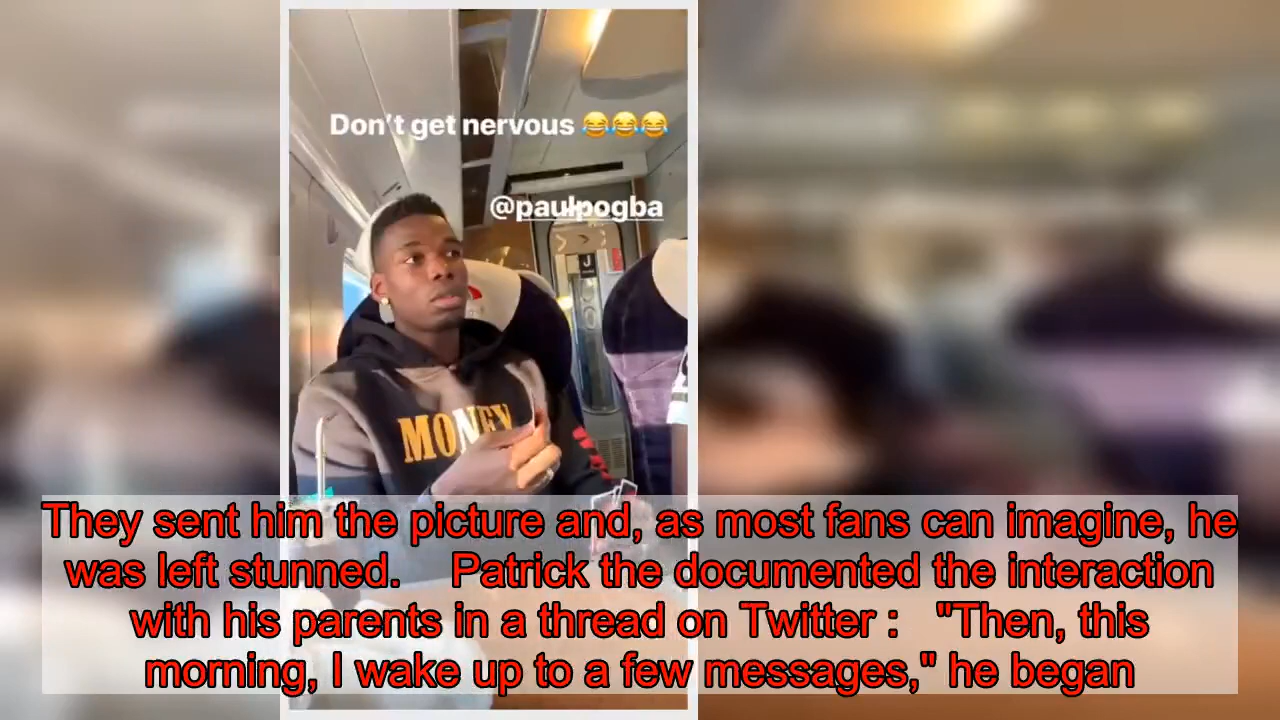 Don't get nervous 😂😂😂
@paulpogba
J
MONEY
They sent him the picture and, as most fans can imagine, he
was left stunned. Patrick the documented the interaction
with his parents in a thread on Twitter : "Then, this
morning, I wake up to a few messages," he began